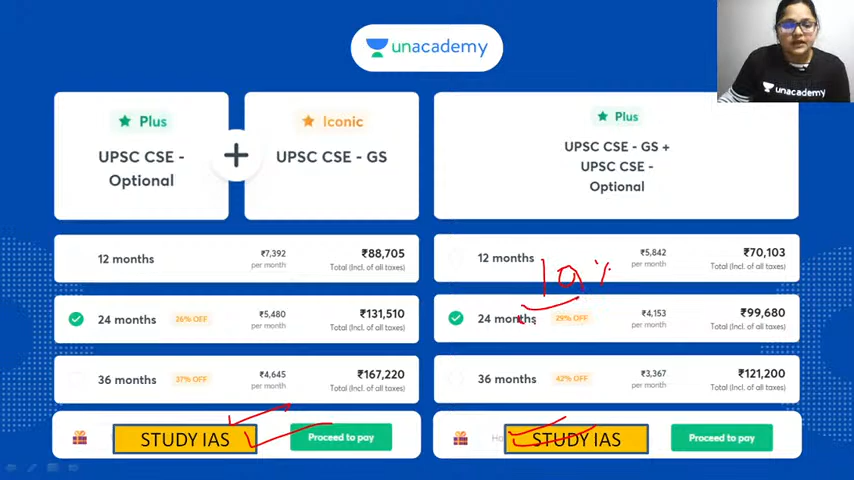 unacademy
unacademy
Plus
UPSC CSE -
Optional
+
Iconic
UPSC CSE - GS
Plus
UPSC CSE - GS +
UPSC CSE -
Optional
12 months ₹7,392 ₹88,705
per month Total (Incl. of all taxes)
24 months 26% OFF ₹5,480 ₹131,510
per month Total (Incl. of all taxes)
36 months 37% OFF ₹4,645 ₹167,220
per month Total (Incl. of all taxes)
STUDY IAS Proceed to pay
12 months ₹5,842 ₹70,103
per month Total (Incl. of all taxes)
10%
24 months 29% OFF ₹4,153 ₹99,680
per month Total (Incl. of all taxes)
36 months 42% OFF ₹3,367 ₹121,200
per month Total (Incl. of all taxes)
STUDY IAS Proceed to pay